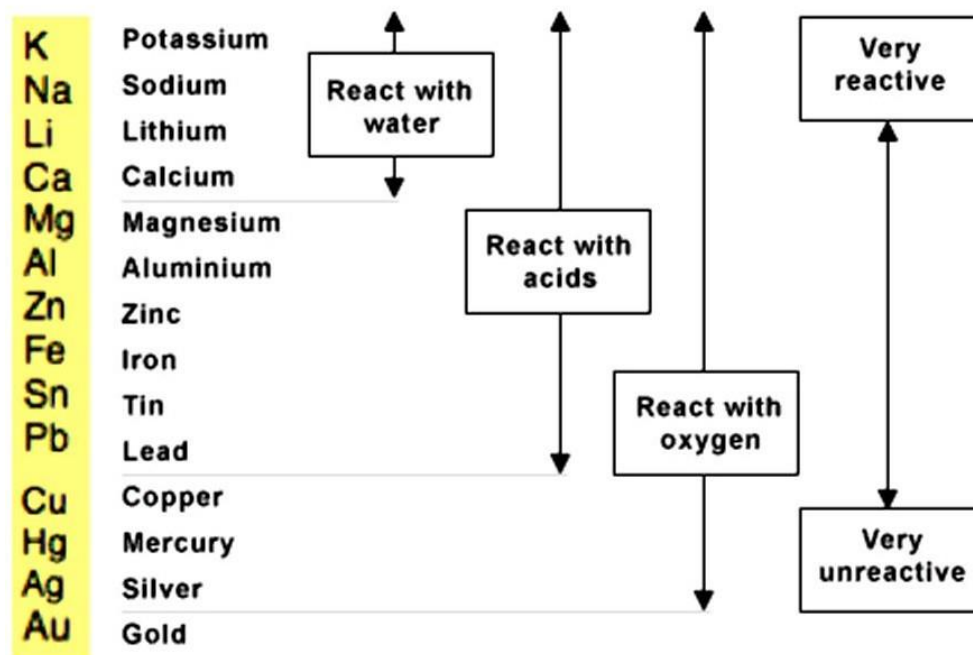 K Potassium
Na Sodium
Li Lithium
Ca Calcium
Mg Magnesium
Al Aluminium
Zn Zinc
Fe Iron
Sn Tin
Pb Lead
Cu Copper
Hg Mercury
Ag Silver
Au Gold
React with
water
React with
acids
React with
oxygen
Very
reactive
Very
unreactive